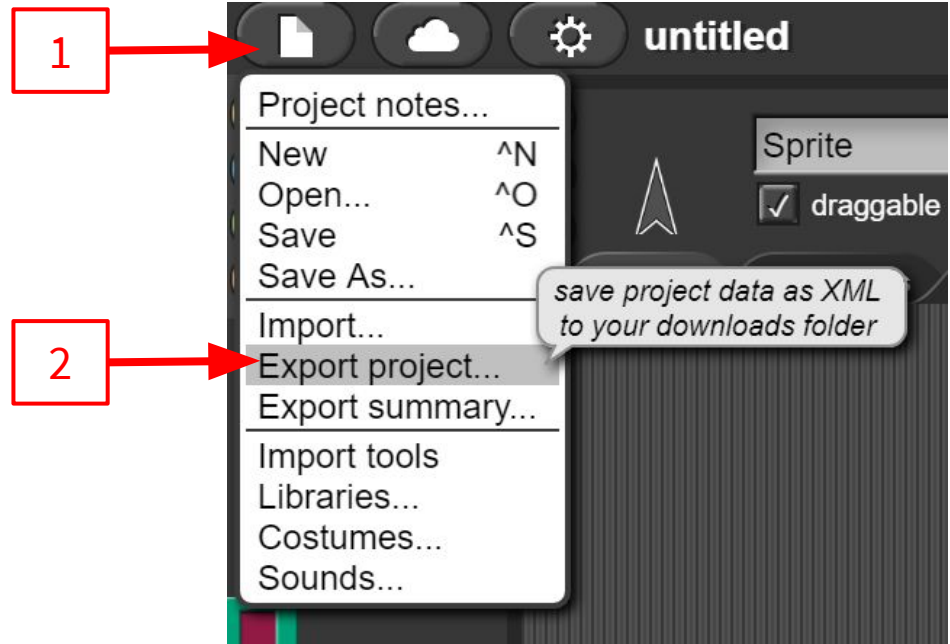 1
untitled
Project notes...
New ^N
Open... ^O
Save ^S
Save As...
Import...
Export project...
Export summary...
Import tools
Libraries...
Costumes...
Sounds...
2
Sprite
draggable
save project data as XML
to your downloads folder